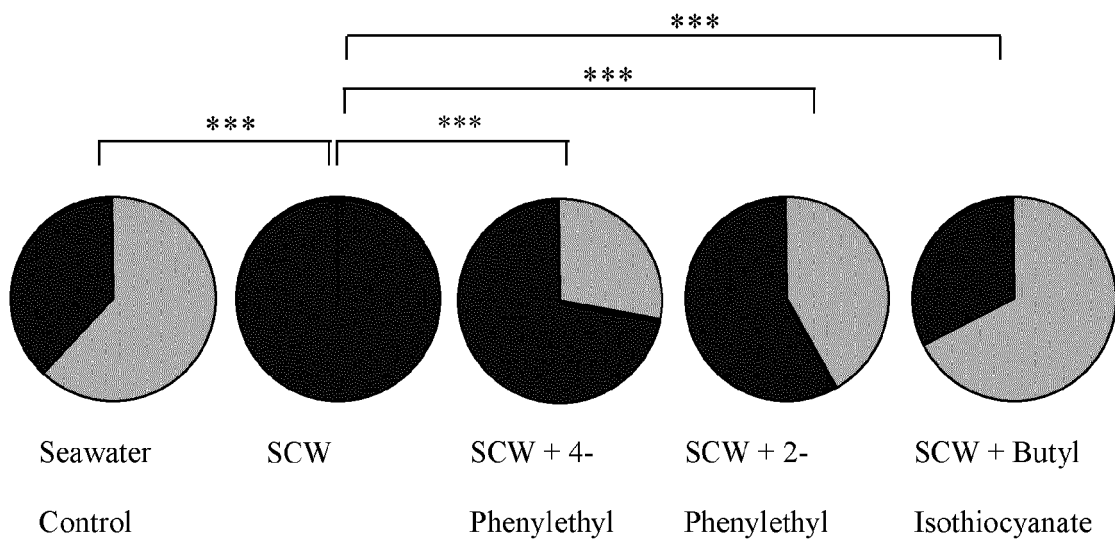 ***
***
*** ***
Seawater SCW SCW + 4- SCW + 2- SCW + Butyl
Control Phenylethyl Phenylethyl Isothiocyanate